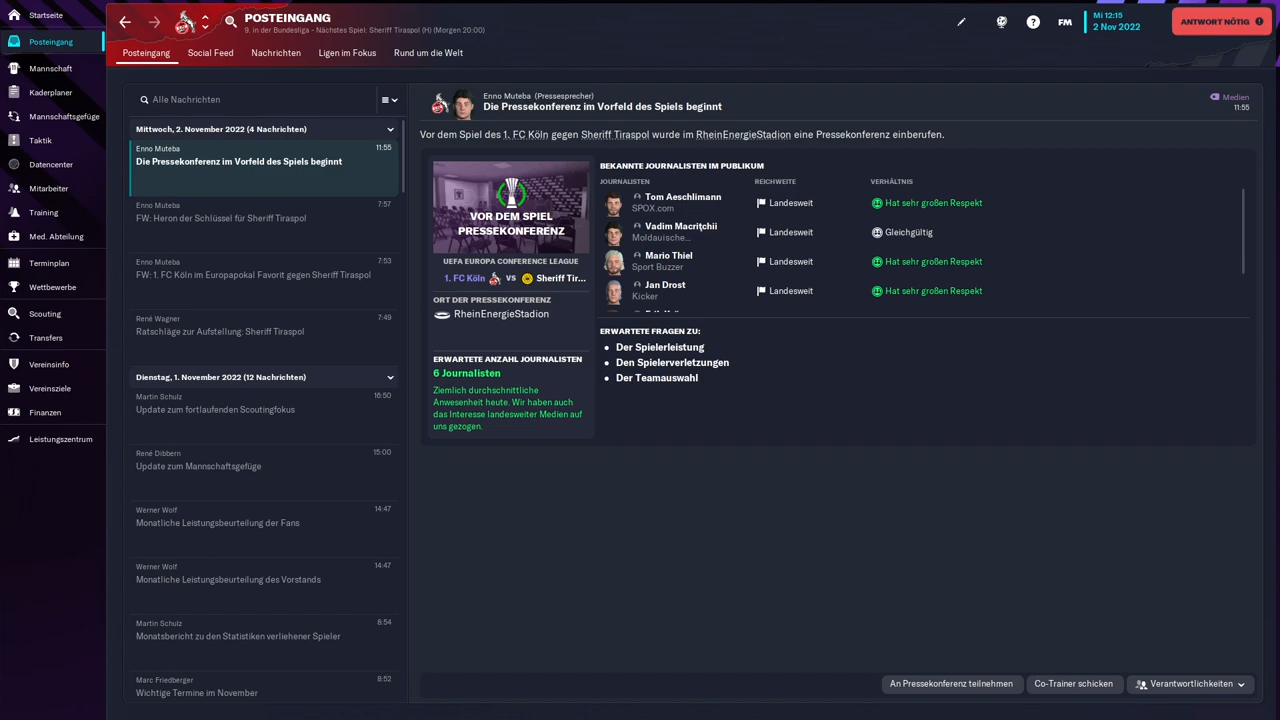 Startseite
Posteingang
Mannschaft
Kaderplaner
Mannschaftsgefüge
Taktik
Datencenter
Mitarbeiter
Training
Med. Abteilung
Terminplan
Wettbewerbe
Scouting
Transfers
Vereinsinfo
Vereinsziele
Finanzen
Leistungszentrum
POSTEINGANG
9. in der Bundesliga - Nächstes Spiel: Sheriff Tiraspol (H) (Morgen 20:00)
FM
Mi 12:15
2 Nov 2022
ANTWORT NÖTIG
Posteingang
Social Feed
Nachrichten
Ligen im Fokus
Rund um die Welt
Alle Nachrichten
Mittwoch, 2. November 2022 (4 Nachrichten)
Enno Muteba 11:55
Die Pressekonferenz im Vorfeld des Spiels beginnt
Enno Muteba 7:57
FW: Heron der Schlüssel für Sheriff Tiraspol
Enno Muteba 7:53
FW: 1. FC Köln im Europapokal Favorit gegen Sheriff Tiraspol
René Wagner 7:49
Ratschläge zur Aufstellung: Sheriff Tiraspol
Dienstag, 1. November 2022 (12 Nachrichten)
Martin Schulz 16:50
Update zum fortlaufenden Scoutingfokus
René Dibbern 15:00
Update zum Mannschaftsgefüge
Werner Wolf 14:47
Monatliche Leistungsbeurteilung der Fans
Werner Wolf 14:47
Monatliche Leistungsbeurteilung des Vorstands
Martin Schulz 8:54
Monatsbericht zu den Statistiken verliehener Spieler
Marc Friedberger 8:52
Wichtige Termine im November
Enno Muteba (Pressesprecher)
Die Pressekonferenz im Vorfeld des Spiels beginnt
Medien
11:55
Vor dem Spiel des 1. FC Köln gegen Sheriff Tiraspol wurde im RheinEnergieStadion eine Pressekonferenz einberufen.
VOR DEM SPIEL
PRESSEKONFERENZ
UEFA EUROPA CONFERENCE LEAGUE
1. FC Köln VS Sheriff Tir...
ORT DER PRESSEKONFERENZ
RheinEnergieStadion
ERWARTETE ANZAHL JOURNALISTEN
6 Journalisten
Ziemlich durchschnittliche
Anwesenheit heute. Wir haben auch
das Interesse landesweiter Medien auf
uns gezogen.
BEKANNTE JOURNALISTEN IM PUBLIKUM
JOURNALISTEN REICHWEITE VERHÄLTNIS
Tom Aeschlimann
SPOX.com
Landesweit
Hat sehr großen Respekt
Vadim Macrițchii
Moldauische...
Landesweit
Gleichgültig
Mario Thiel
Sport Buzzer
Landesweit
Hat sehr großen Respekt
Jan Drost
Kicker
Landesweit
Hat sehr großen Respekt
ERWARTETE FRAGEN ZU:
• Der Spielerleistung
• Den Spielerverletzungen
• Der Teamauswahl
An Pressekonferenz teilnehmen
Co-Trainer schicken
Verantwortlichkeiten